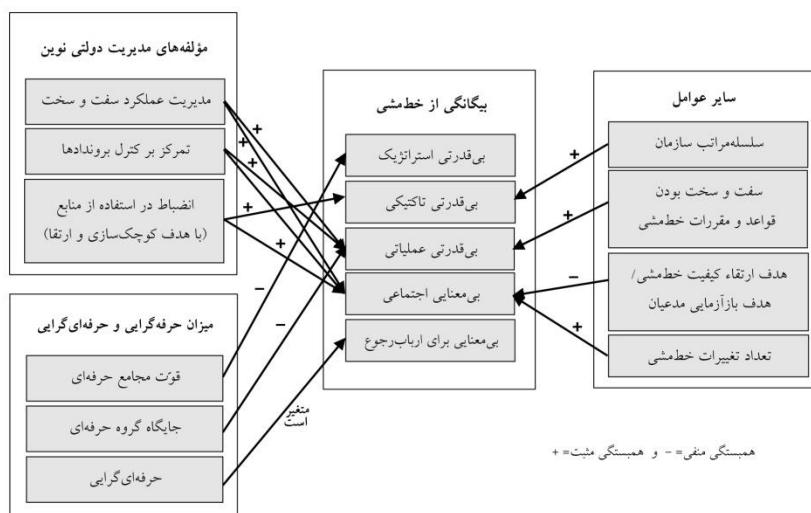 مؤلفه‌های مدیریت دولتی نوین
مدیریت عملکرد سفت و سخت
تمرکز بر کترل بروندادها
انضباط در استفاده از منابع
(با هدف کوچک‌سازی و ارتقا)
میزان حرفه‌گرایی و حرفه‌ای‌گرایی
قوّت مجامع حرفه‌ای
جایگاه گروه حرفه‌ای
حرفه‌ای‌گرایی
+
+
+
+
+
+
–
–
متغیر
است
بیگانگی از خط‌مشی
بی‌قدرتی استراتژیک
بی‌قدرتی تاکتیکی
بی‌قدرتی عملیاتی
بی‌معنایی اجتماعی
بی‌معنایی برای ارباب‌رجوع
+
+
–
+
سایر عوامل
سلسله‌مراتب سازمان
سفت و سخت بودن
قواعد و مقررات خط‌مشی
هدف ارتقاء کیفیت خط‌مشی/
هدف بازآزمایی مدعیان
تعداد تغییرات خط‌مشی
همبستگی منفی= – و همبستگی مثبت= +